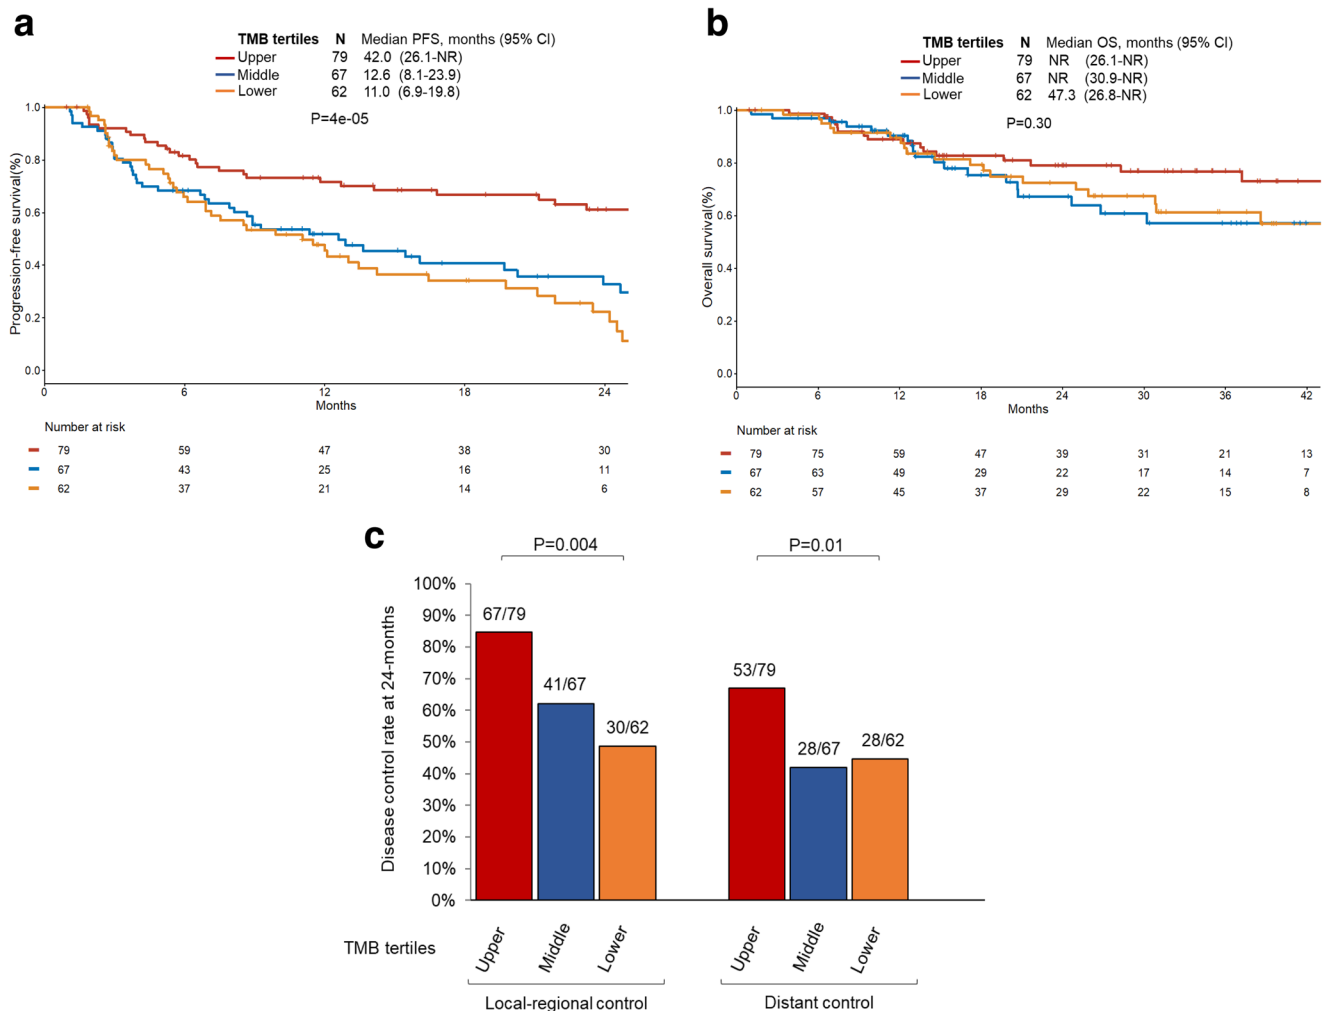 a
TMB tertiles N Median PFS, months (95% CI)
Upper 79 42.0 (26.1-NR)
Middle 67 12.6 (8.1-23.9)
Lower 62 11.0 (6.9-19.8)
P=4e-05
Progression-free survival(%)
1.0
0.8
0.6
0.4
0.2
0.0
0 6 12 18 24
Months
Number at risk
79 59 47 38 30
67 43 25 16 11
62 37 21 14 6
b
TMB tertiles N Median OS, months (95% CI)
Upper 79 NR (26.1-NR)
Middle 67 NR (30.9-NR)
Lower 62 47.3 (26.8-NR)
P=0.30
Overall survival(%)
1.0
0.8
0.6
0.4
0.2
0.0
0 6 12 18 24 30 36 42
Months
Number at risk
79 75 59 47 39 31 21 13
67 63 49 29 22 17 14 7
62 57 45 37 29 22 15 8
c
P=0.004 P=0.01
Disease control rate at 24-months
100%
90%
80%
70%
60%
50%
40%
30%
20%
10%
0%
67/79 41/67 30/62 53/79 28/67 28/62
TMB tertiles Upper Middle Lower Upper Middle Lower
Local-regional control Distant control